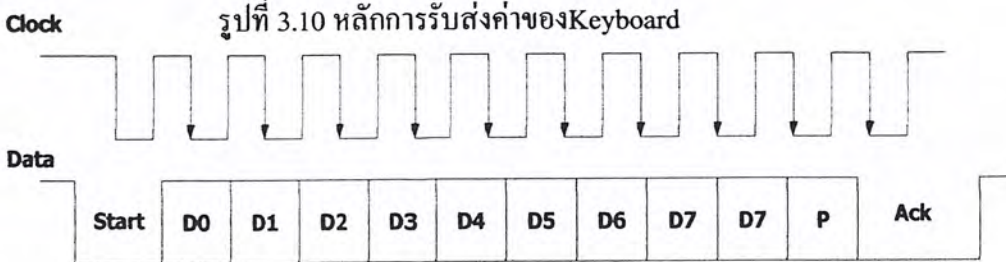 รูปที่ 3.10 หลักการรับส่งค่าของKeyboard
Clock
Data
Start D0 D1 D2 D3 D4 D5 D6 D7 D7 P Ack